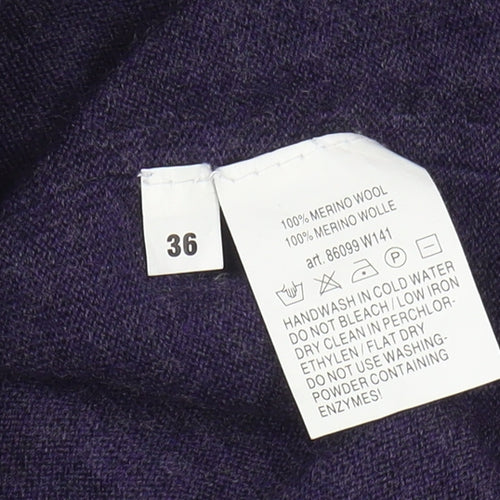 36
100% MERINO WOOL
100% MERINO WOLLE
art. 86099 W141
P
HANDWASH IN COLD WATER
DO NOT BLEACH / LOW IRON
DRY CLEAN IN PERCHLOR-
ETHYLEN / FLAT DRY
DO NOT USE WASHING-
POWDER CONTAINING
ENZYMES!